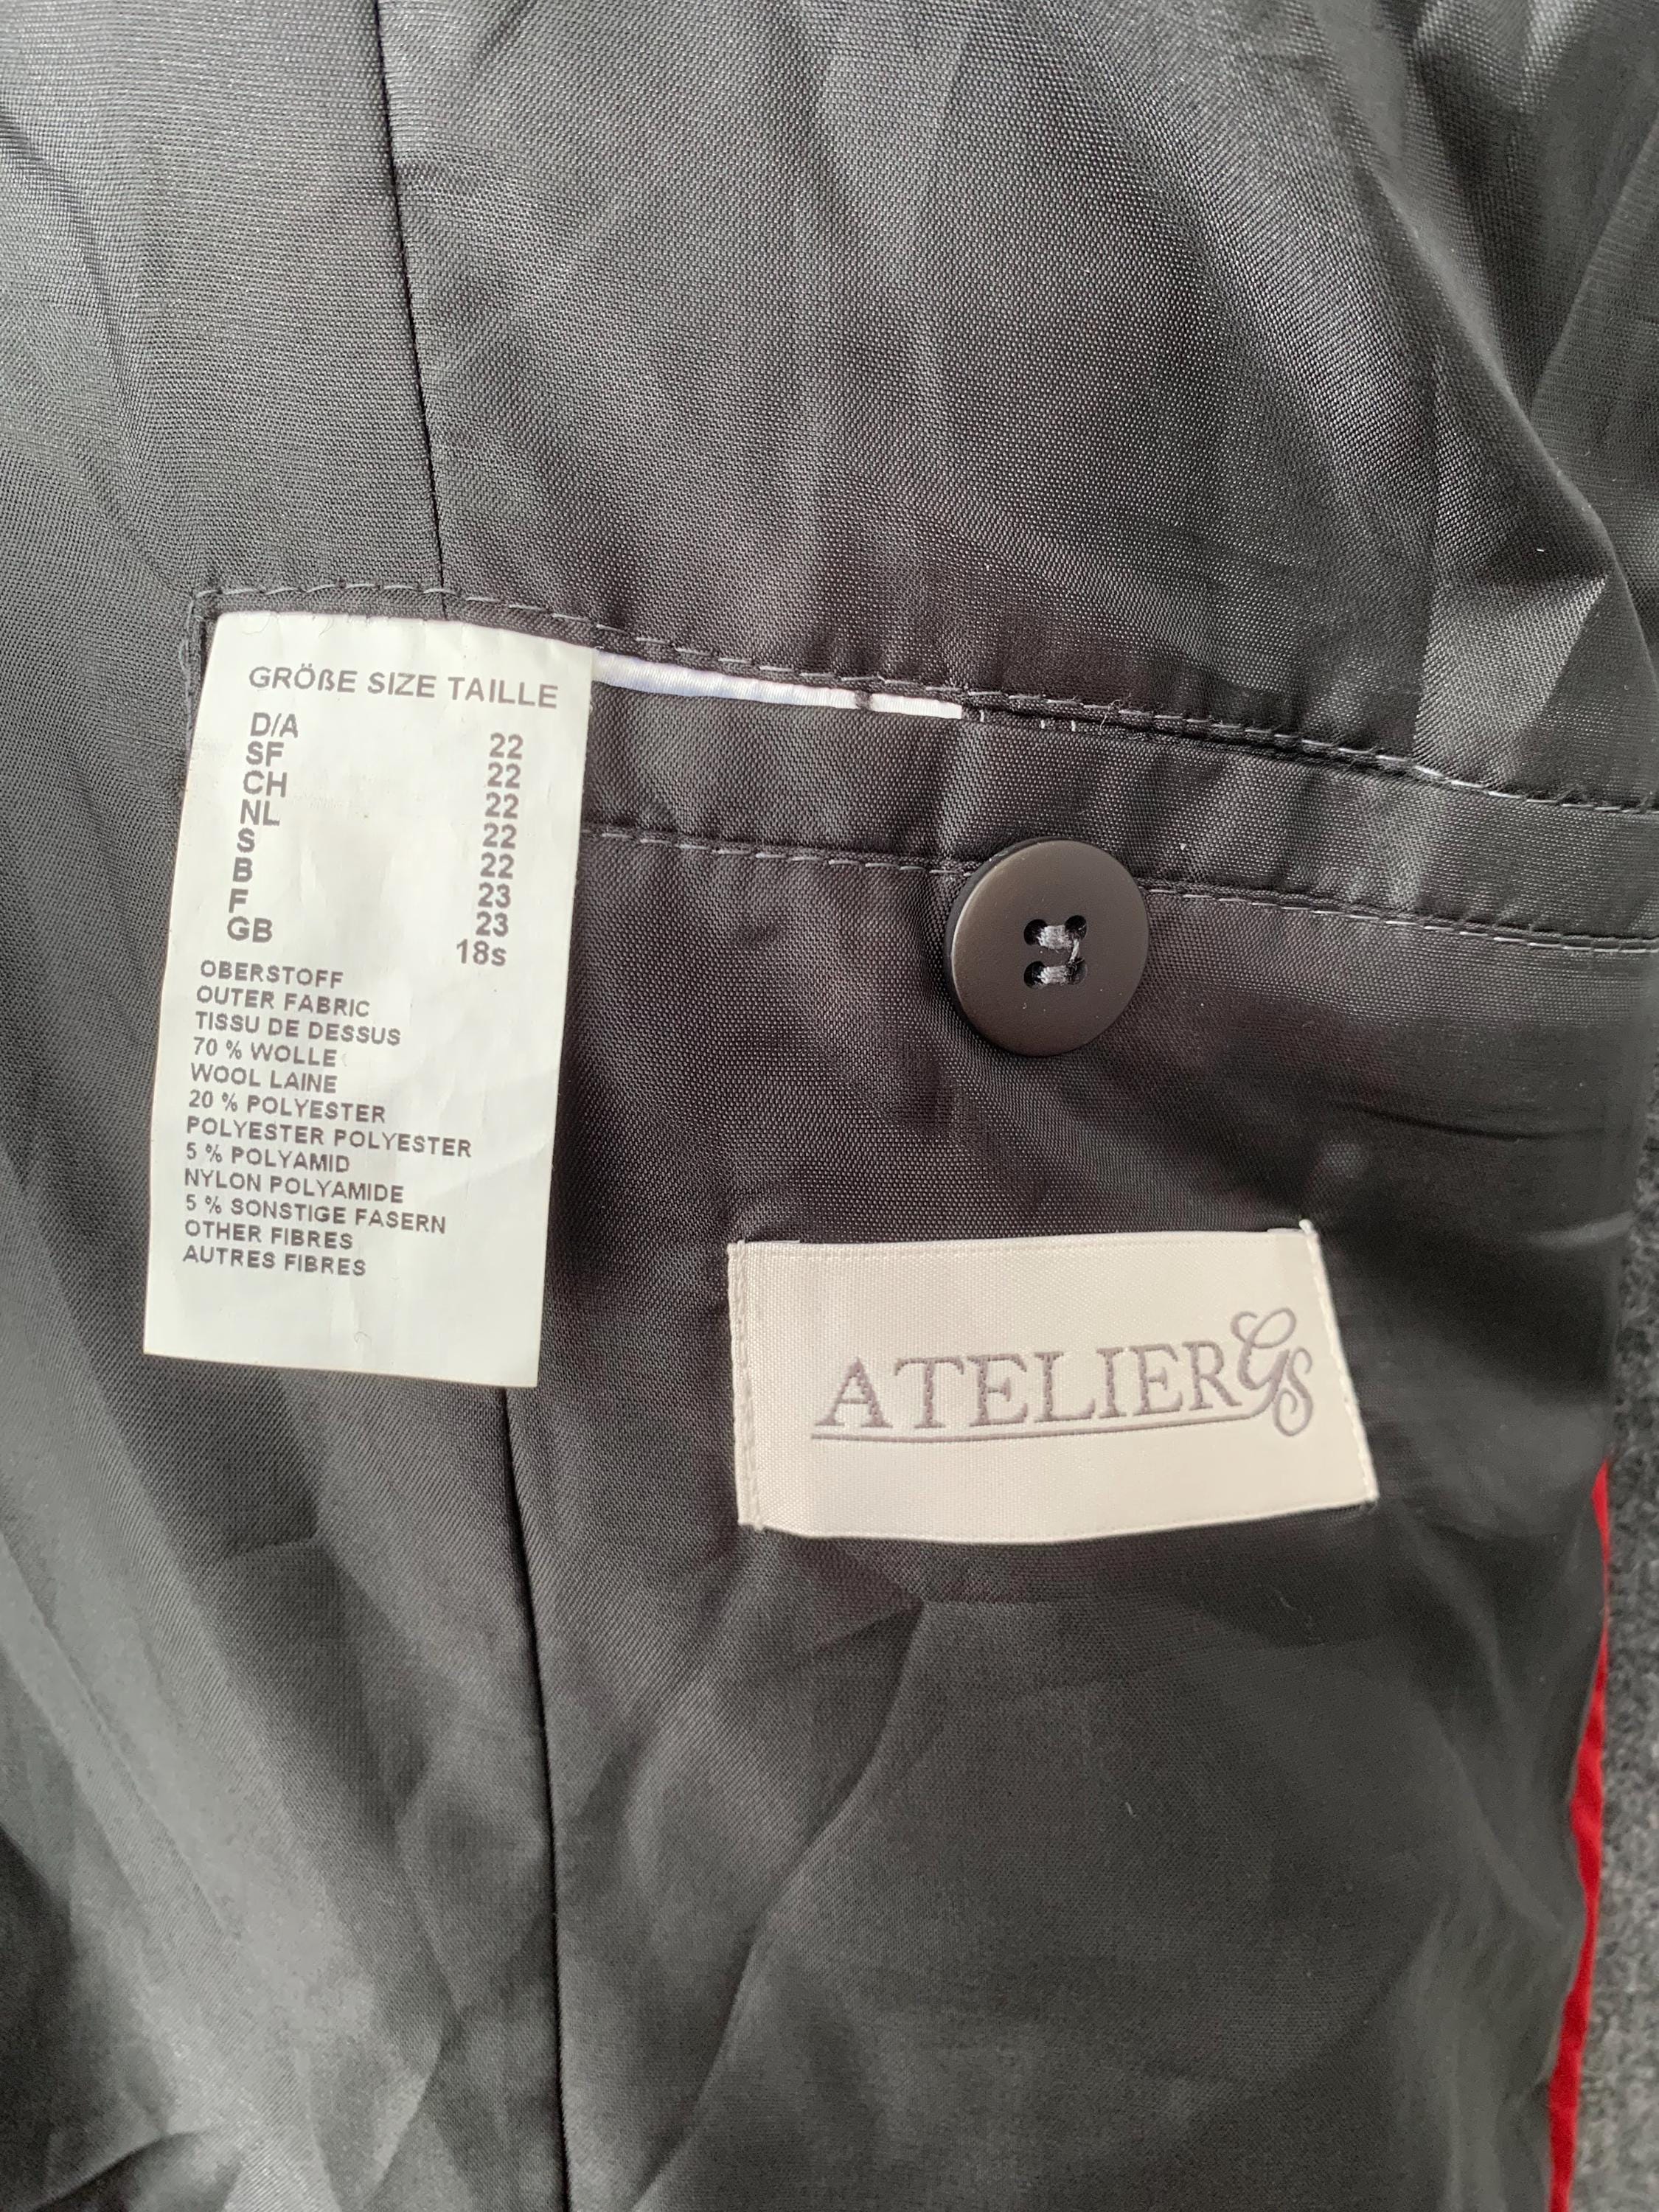 GRÖßE SIZE TAILLE
D/A 22
SF 22
CH 22
NL 22
S 22
B 23
F 23
GB 18s
OBERSTOFF
OUTER FABRIC
TISSU DE DESSUS
70 % WOLLE
WOOL LAINE
20 % POLYESTER
POLYESTER POLYESTER
5 % POLYAMID
NYLON POLYAMIDE
5 % SONSTIGE FASERN
OTHER FIBRES
AUTRES FIBRES
ATELIER GS